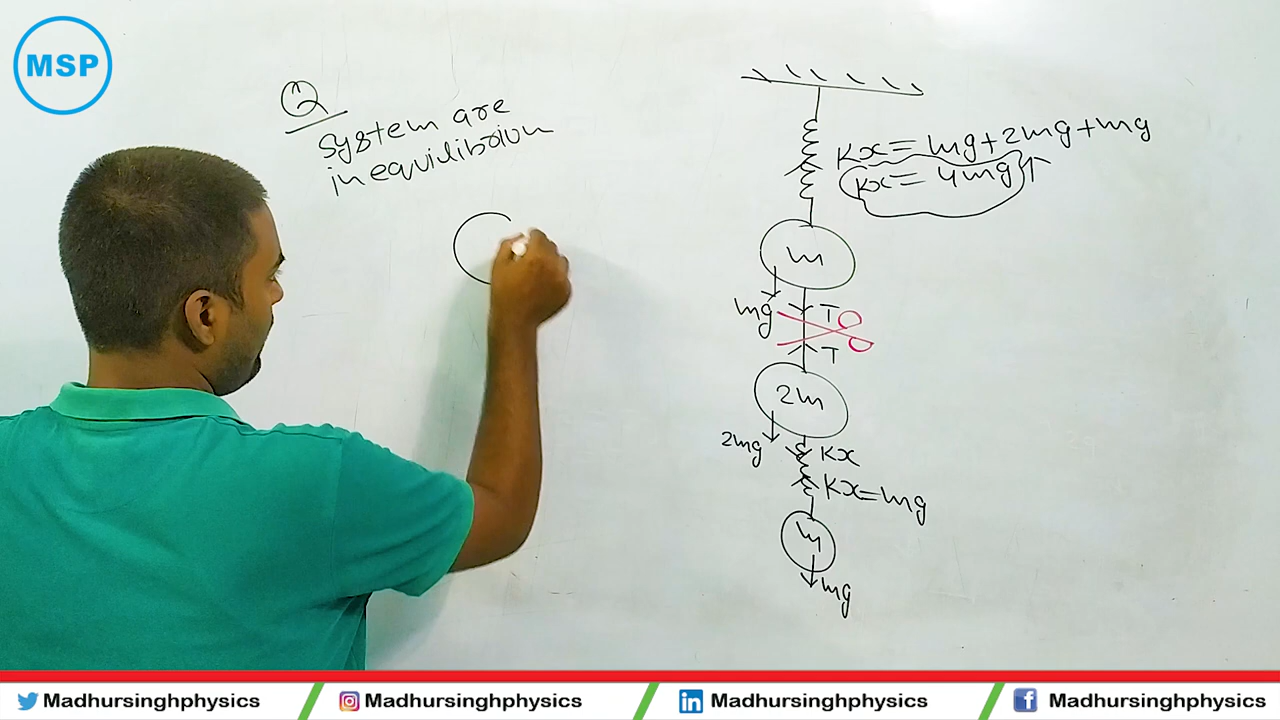 MSP
Q
System are
in equilibrium
Kx = mg + 2mg + mg
Kx = 4mg ↑
m
mg
T
T
2m
2mg
Kx
Kx = mg
m
mg
Madhursinghphysics
Madhursinghphysics
Madhursinghphysics
Madhursinghphysics